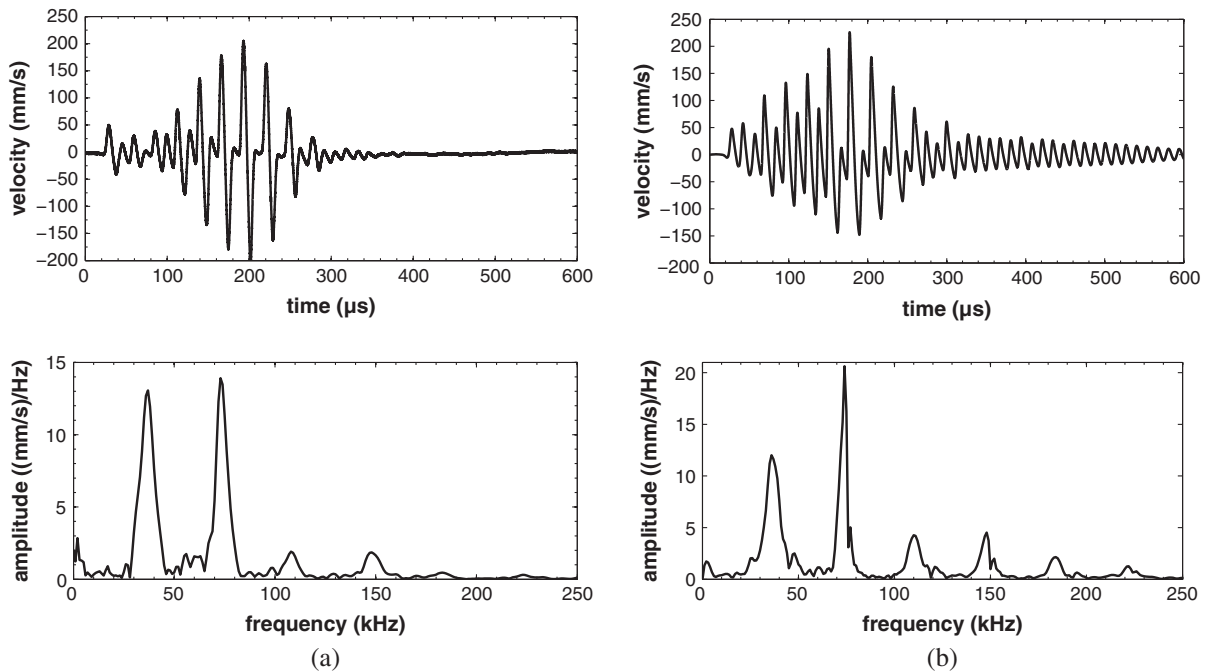 250
200
150
100
50
0
−50
−100
−150
−200
velocity (mm/s)
0 100 200 300 400 500 600
time (μs)
250
200
150
100
50
0
−50
−100
−150
−200
velocity (mm/s)
0 100 200 300 400 500 600
time (μs)
15
10
5
0
amplitude ((mm/s)/Hz)
0 50 100 150 200 250
frequency (kHz)
(a)
20
15
10
5
0
amplitude ((mm/s)/Hz)
0 50 100 150 200 250
frequency (kHz)
(b)